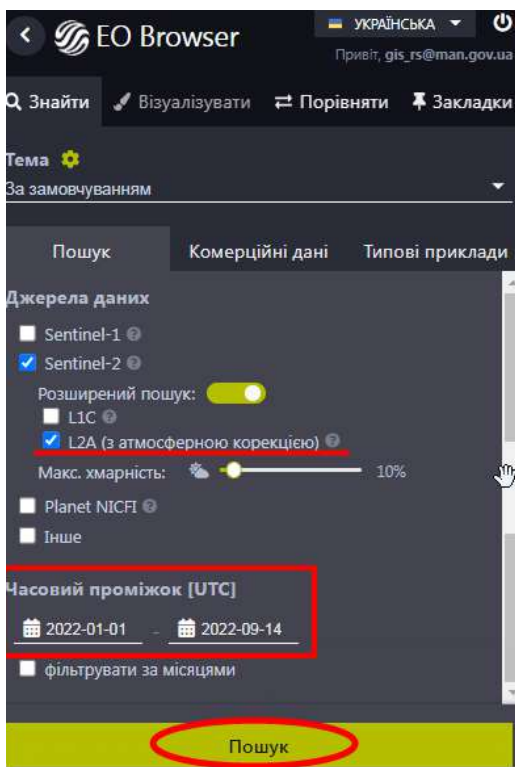 EO Browser
УКРАЇНСЬКА
Привіт, gis_rs@man.gov.ua
Знайти Візуалізувати Порівняти Закладки
Тема
За замовчуванням
Пошук Комерційні дані Типові приклади
Джерела даних
Sentinel-1
Sentinel-2
Розширений пошук:
L1C
L2A (з атмосферною корекцією)
Макс. хмарність: 10%
Planet NICFI
Інше
Часовий проміжок [UTC]
2022-01-01 - 2022-09-14
фільтрувати за місяцями
Пошук